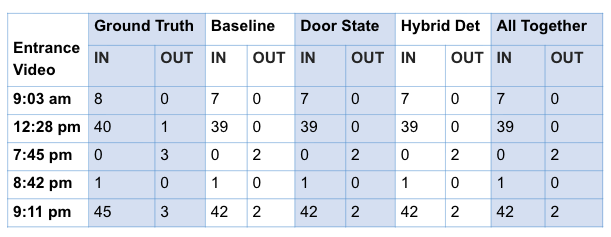 Entrance Video Ground Truth Baseline Door State Hybrid Det All Together
IN OUT IN OUT IN OUT IN OUT IN OUT
9:03 am 8 0 7 0 7 0 7 0 7 0
12:28 pm 40 1 39 0 39 0 39 0 39 0
7:45 pm 0 3 0 2 0 2 0 2 0 2
8:42 pm 1 0 1 0 1 0 1 0 1 0
9:11 pm 45 3 42 2 42 2 42 2 42 2